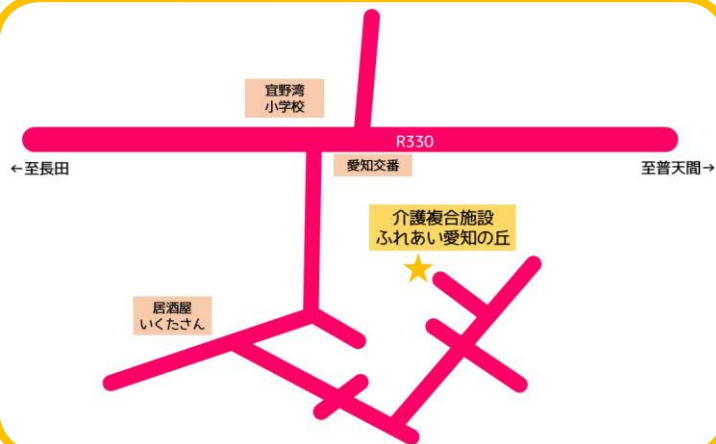 宜野湾
小学校
R330
←至長田
愛知交番
至普天間→
介護複合施設
ふれあい愛知の丘
居酒屋
いくたさん